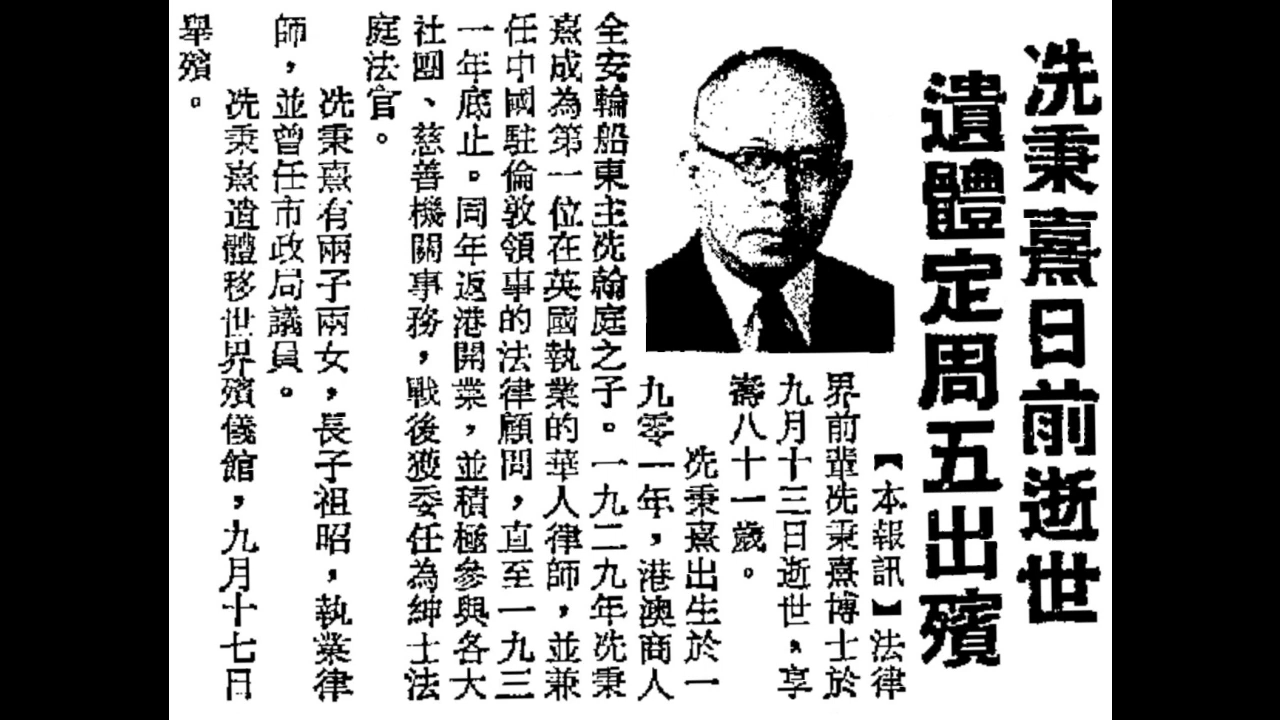 冼秉熹日前逝世
遺體定周五出殯
【本報訊】法律
界前輩冼秉熹博士於
九月十三日逝世，享
壽八十一歲。
冼秉熹出生於一
九零一年，港澳商人
全安輪船東主冼翰庭之子。一九二九年冼秉
熹成為第一位在英國執業的華人律師，並兼
任中國駐倫敦領事的法律顧問，直至一九三
一年底止。周年返港開業，並積極參與各大
社團、慈善機關事務，戰後獲委任為紳士法
庭法官。
冼秉熹有兩子兩女，長子祖昭，執業律
師，並曾任市政局議員。
冼秉熹遺體移世界殯儀館，九月十七日
舉殯。